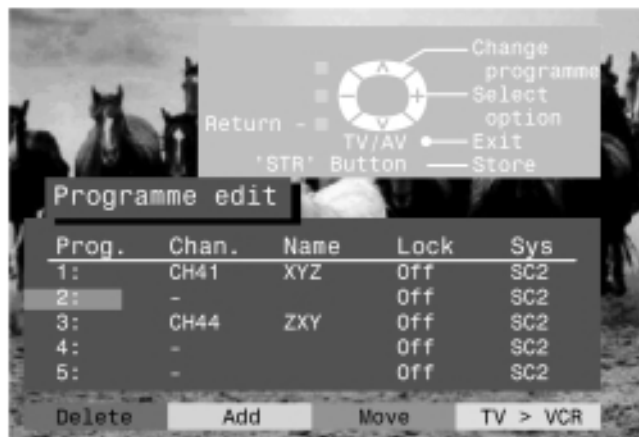 Change
programme
Select
option
Return -
TV/AV Exit
'STR' Button Store
Programme edit
Prog. Chan. Name Lock Sys
1: CH41 XYZ Off SC2
2: - Off SC2
3: CH44 ZXY Off SC2
4: - Off SC2
5: - Off SC2
Delete Add Move TV > VCR